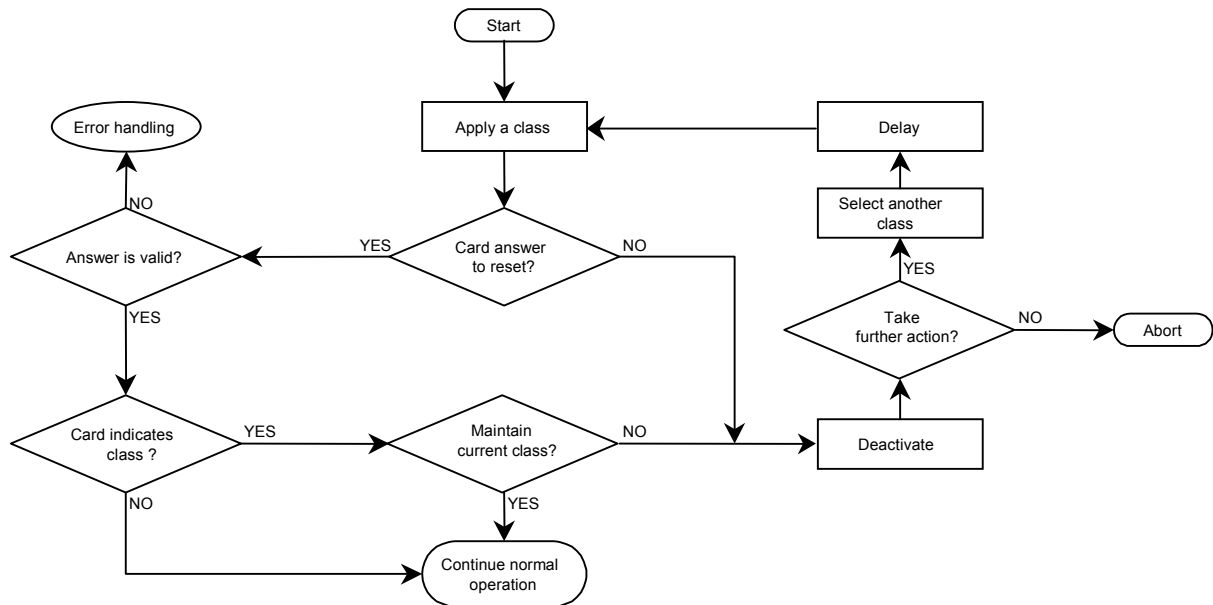 Start
Error handling
Apply a class
Delay
NO
Select another
class
Answer is valid?
YES
Card answer
to reset?
NO
YES
YES
Take
further action?
NO
Abort
Card indicates
class ?
YES
Maintain
current class?
NO
Deactivate
NO
YES
Continue normal
operation